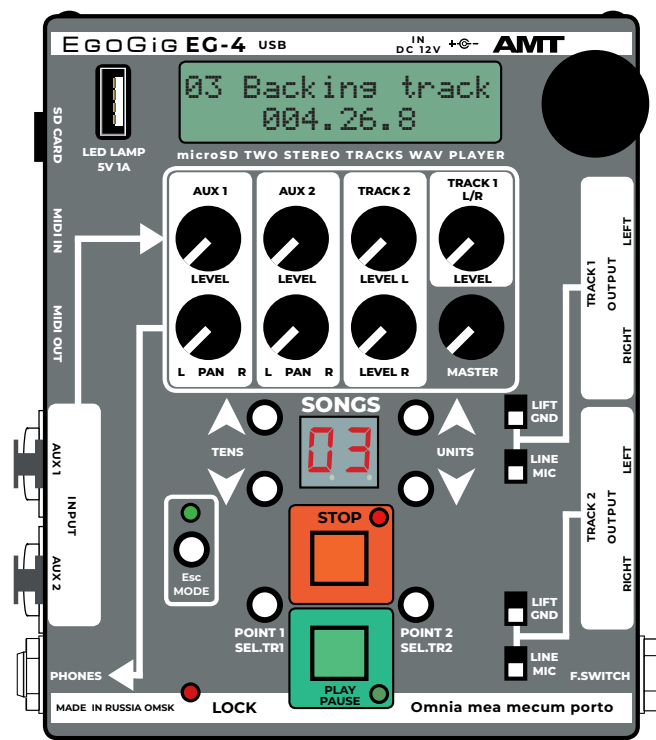 EgoGig EG-4 USB
IN
DC 12V
AMT
03 Backing track
004.26.8
LED LAMP
5V 1A
microSD TWO STEREO TRACKS WAV PLAYER
SD CARD
MIDI IN
MIDI OUT
AUX 1
LEVEL
AUX 2
LEVEL
TRACK 2
LEVEL L
TRACK 1
L/R
LEVEL
L PAN R
L PAN R
LEVEL R
MASTER
TRACK 1
OUTPUT
LEFT
RIGHT
SONGS
03
TENS
UNITS
LIFT
GND
LINE
MIC
AUX 1
INPUT
AUX 2
STOP
Esc
MODE
TRACK 2
OUTPUT
LEFT
RIGHT
POINT 1
SEL.TR1
POINT 2
SEL.TR2
LIFT
GND
LINE
MIC
PHONES
PLAY
PAUSE
F.SWITCH
MADE IN RUSSIA OMSK
LOCK
Omnia mea mecum porto